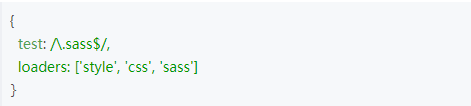 {
test: /\.sass$/,
loaders: ['style', 'css', 'sass']
}